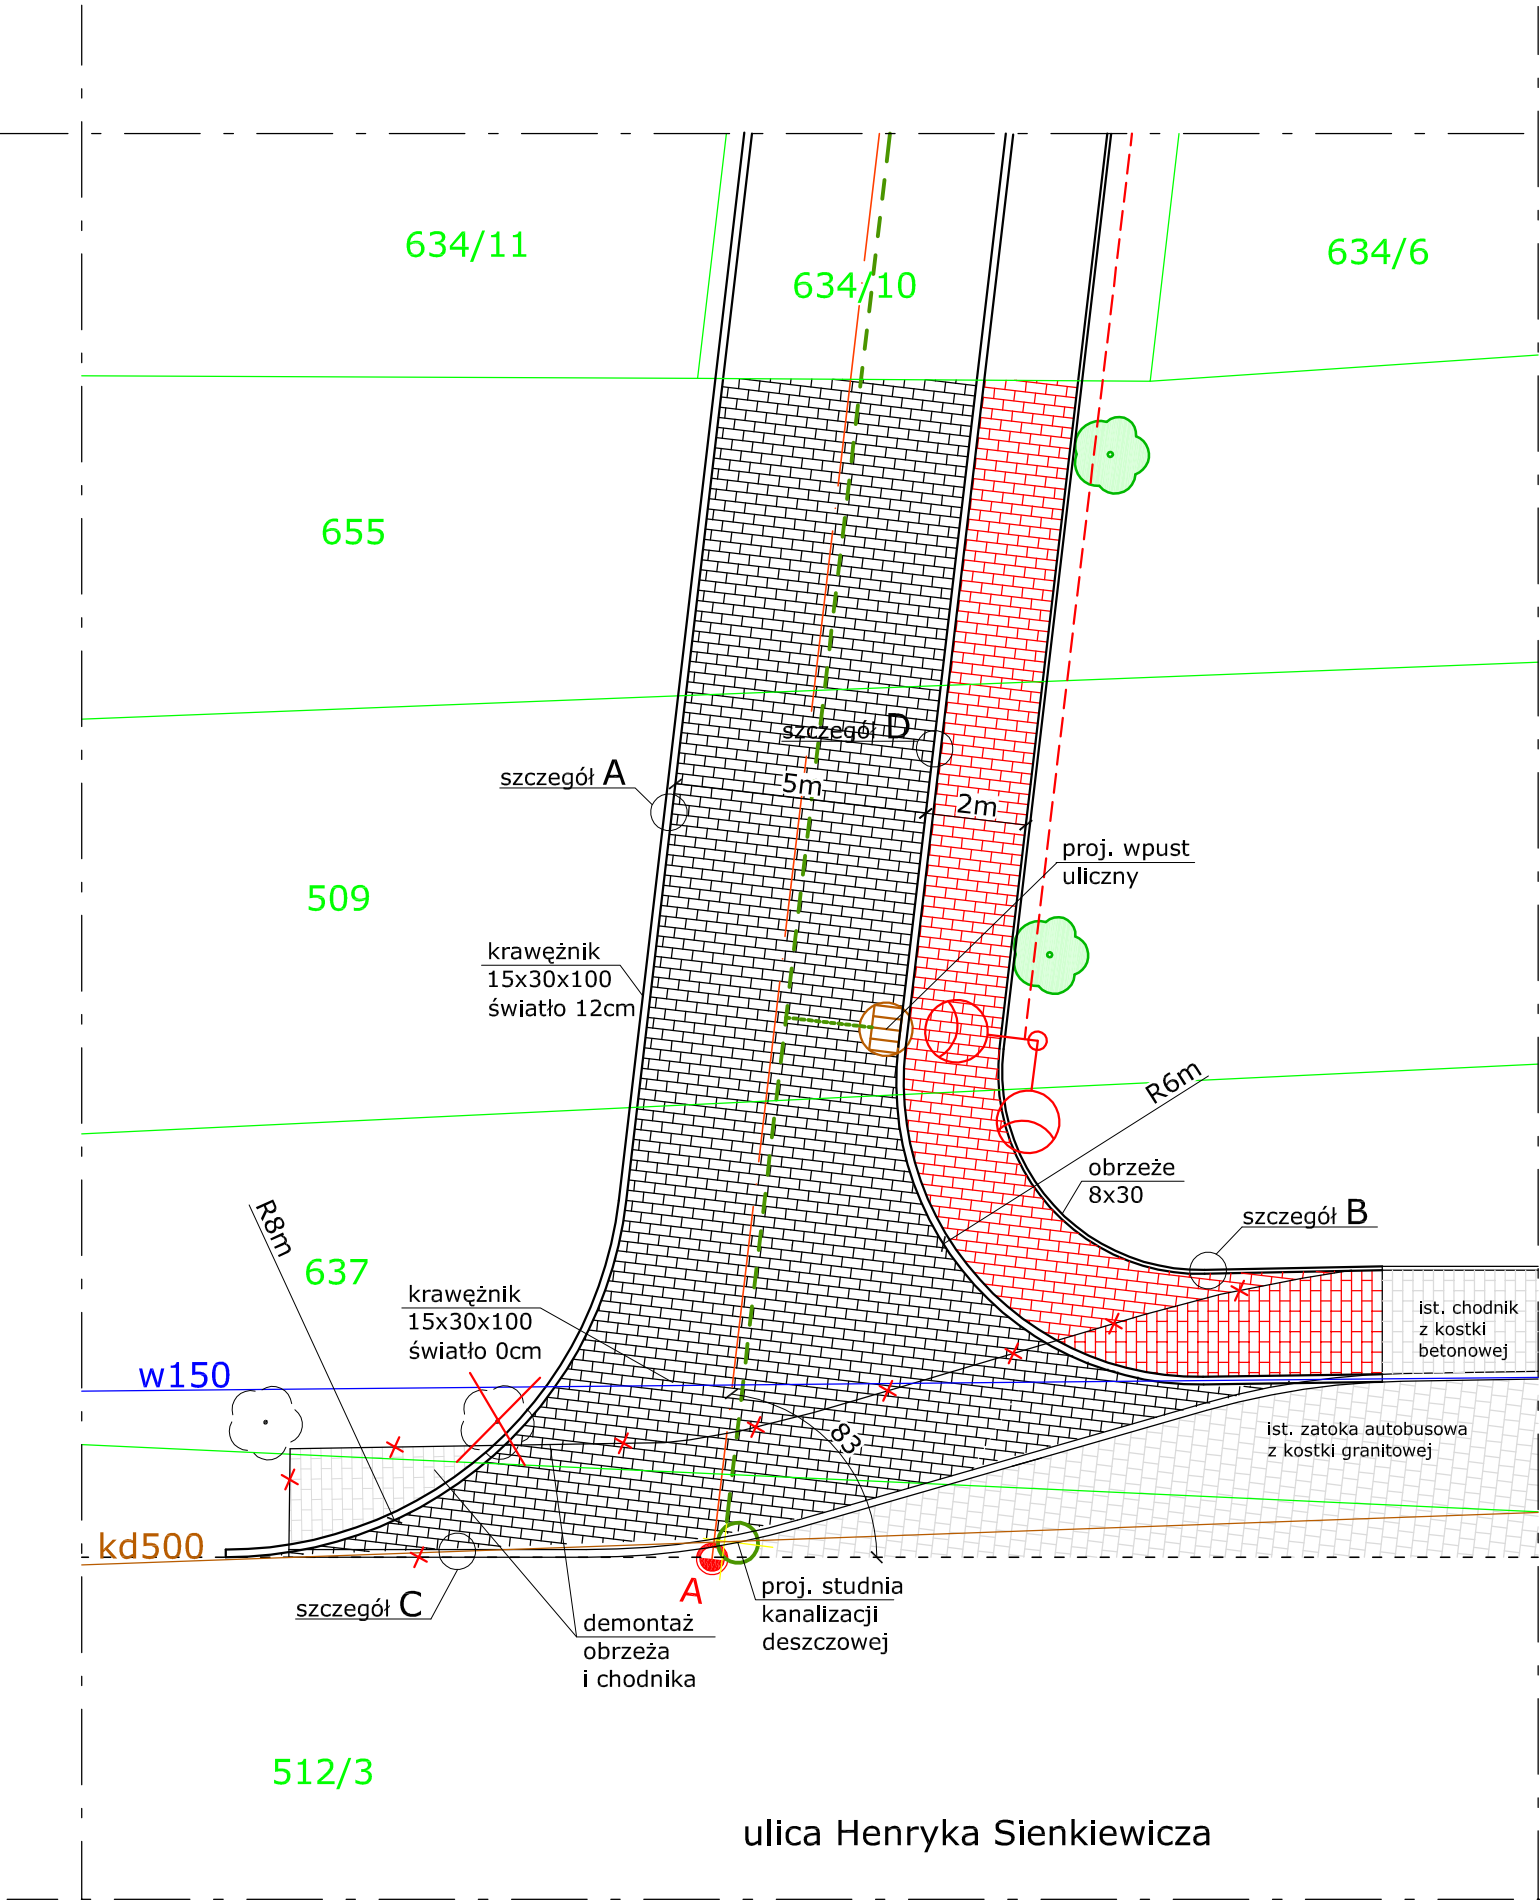 634/11
634/10
634/6
655
szczegół D
szczegół A
5m
2m
proj. wpust
uliczny
509
krawężnik
15x30x100
światło 12cm
R6m
obrzeże
8x30
R8m
szczegół B
637
krawężnik
15x30x100
światło 0cm
ist. chodnik
z kostki
betonowej
w150
ist. zatoka autobusowa
z kostki granitowej
83
kd500
A
proj. studnia
kanalizacji
deszczowej
szczegół C
demontaż
obrzeża
i chodnika
512/3
ulica Henryka Sienkiewicza